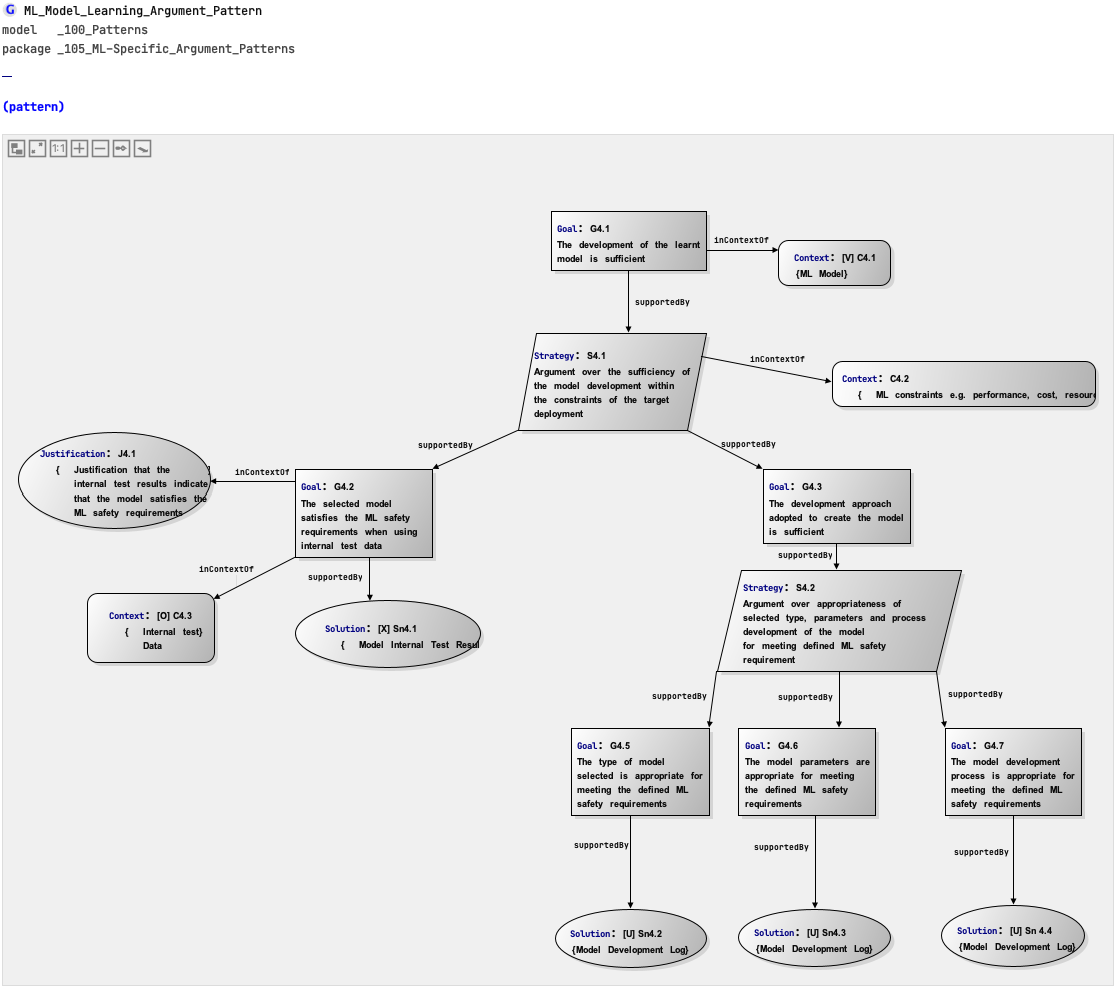 G ML_Model_Learning_Argument_Pattern
model _100_Patterns
package _105_ML-Specific_Argument_Patterns
(pattern)
1:1
Goal: G4.1
The development of the learnt
model is sufficient
inContextOf
Context: [V] C4.1
{ML Model}
supportedBy
Strategy: S4.1
Argument over the sufficiency of
the model development within
the constraints of the target
deployment
inContextOf
Context: C4.2
{ ML constraints e.g. performance, cost, resour
supportedBy
supportedBy
Justification: J4.1
{ Justification that the }
internal test results indicate
that the model satisfies the
ML safety requirements
inContextOf
Goal: G4.2
The selected model
satisfies the ML safety
requirements when using
internal test data
Goal: G4.3
The development approach
adopted to create the model
is sufficient
inContextOf
supportedBy
supportedBy
Context: [O] C4.3
{ Internal test}
Data
Solution: [X] Sn4.1
{ Model Internal Test Resul
Strategy: S4.2
Argument over appropriateness of
selected type, parameters and process
development of the model
for meeting defined ML safety
requirement
supportedBy
supportedBy
supportedBy
Goal: G4.5
The type of model
selected is appropriate for
meeting the defined ML
safety requirements
Goal: G4.6
The model parameters are
appropriate for meeting
the defined ML safety
requirements
Goal: G4.7
The model development
process is appropriate for
meeting the defined ML
safety requirements
supportedBy
supportedBy
supportedBy
Solution: [U] Sn4.2
{Model Development Log}
Solution: [U] Sn4.3
{Model Development Log}
Solution: [U] Sn 4.4
{Model Development Log}